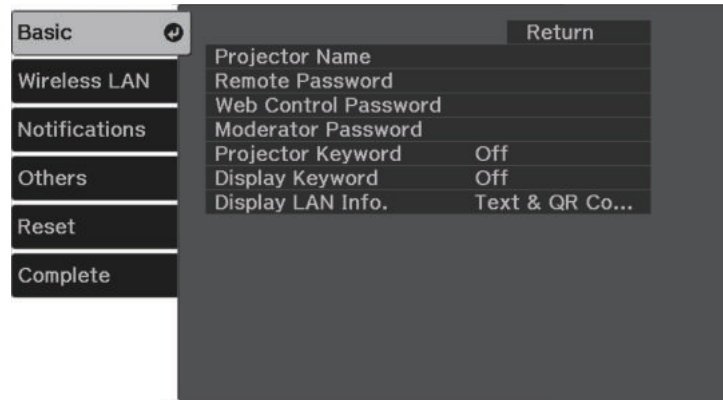 Basic
Wireless LAN
Notifications
Others
Reset
Complete
Return
Projector Name
Remote Password
Web Control Password
Moderator Password
Projector Keyword Off
Display Keyword Off
Display LAN Info. Text & QR Co...